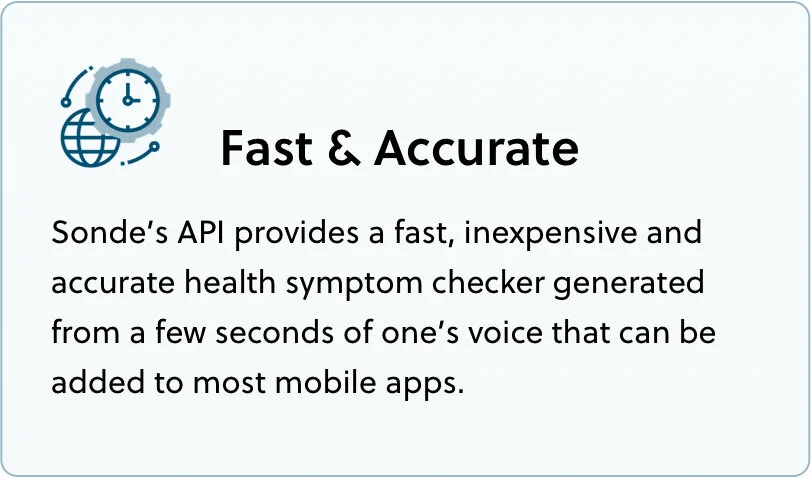 Fast & Accurate
Sonde’s API provides a fast, inexpensive and
accurate health symptom checker generated
from a few seconds of one’s voice that can be
added to most mobile apps.